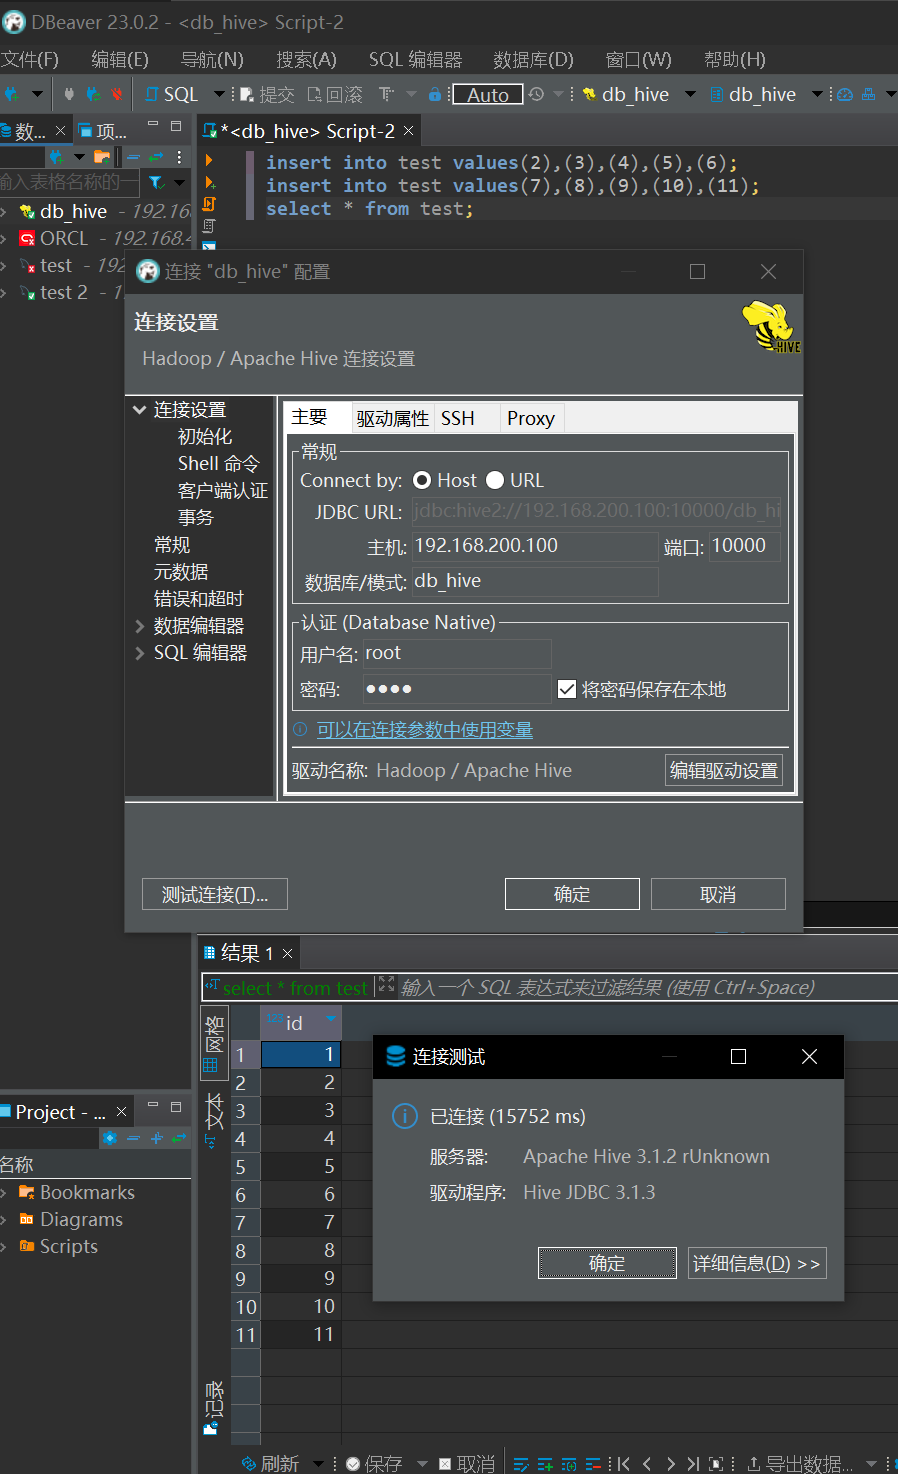 DBeaver 23.0.2 - <db_hive> Script-2
文件(F) 编辑(E) 导航(N) 搜索(A) SQL 编辑器 数据库(D) 窗口(W) 帮助(H)
SQL 提交 回滚 Auto db_hive db_hive
数... 项... *<db_hive> Script-2
输入表格名称的一
insert into test values(2),(3),(4),(5),(6);
insert into test values(7),(8),(9),(10),(11);
select * from test;
db_hive - 192.16
ORCL - 192.168.4
test - 192
test 2 - 1
连接 "db_hive" 配置
连接设置
Hadoop / Apache Hive 连接设置
HIVE
连接设置
初始化
Shell 命令
客户端认证
事务
常规
元数据
错误和超时
数据编辑器
SQL 编辑器
主要 驱动属性 SSH Proxy
常规
Connect by: Host URL
JDBC URL: jdbc:hive2://192.168.200.100:10000/db_hi
主机: 192.168.200.100 端口: 10000
数据库/模式: db_hive
认证 (Database Native)
用户名: root
密码: ●●●● 将密码保存在本地
可以在连接参数中使用变量
驱动名称: Hadoop / Apache Hive 编辑驱动设置
测试连接(T)... 确定 取消
结果 1
select * from test 输入一个 SQL 表达式来过滤结果 (使用 Ctrl+Space)
网格
文本
记录
123 id
1 1
2 2
3 3
4 4
5 5
6 6
7 7
8 8
9 9
10 10
11 11
连接测试
已连接 (15752 ms)
服务器: Apache Hive 3.1.2 rUnknown
驱动程序: Hive JDBC 3.1.3
确定 详细信息(D) >>
Project - ...
名称
Bookmarks
Diagrams
Scripts
刷新 保存 取消 导出数据...